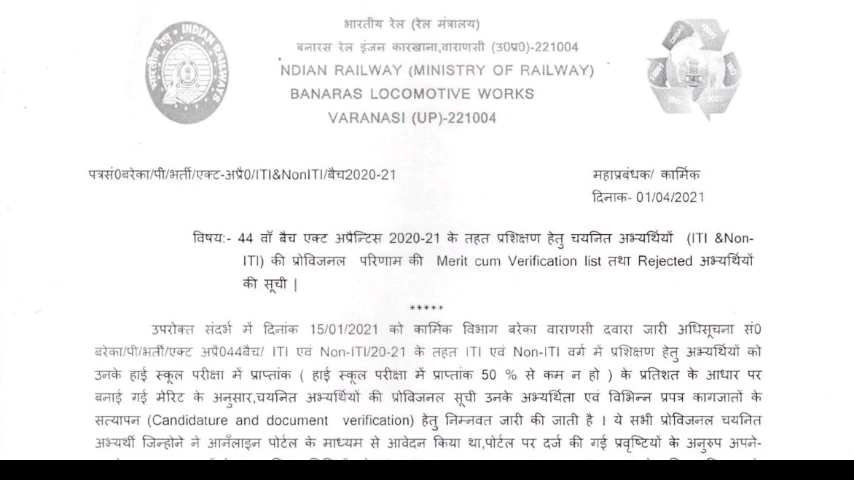 भारतीय रेल (रेल मंत्रालय)
बनारस रेल इंजन कारखाना,वाराणसी (उ0प्र0)-221004
NDIAN RAILWAY (MINISTRY OF RAILWAY)
BANARAS LOCOMOTIVE WORKS
VARANASI (UP)-221004
INDIAN RAILWAYS
भारतीय रेल
पत्रसं0बरेका/पी/भर्ती/एक्ट-अप्रै0/ITI&NonITI/बैच2020-21
महाप्रबंधक/ कार्मिक
दिनाक- 01/04/2021
विषय:- 44 वॉ बैच एक्ट अप्रैन्टिस 2020-21 के तहत प्रशिक्षण हेतु चयनित अभ्यर्थियों (ITI &Non-
ITI) की प्रोविजनल परिणाम की Merit cum Verification list तथा Rejected अभ्यर्थियों
की सूची |
*****
उपरोक्त संदर्भ में दिनांक 15/01/2021 को कार्मिक विभाग बरेका वाराणसी दवारा जारी अधिसूचना सं0
बरेका/पी/भर्ती/एक्ट अप्रै044बैच/ ITI एवं Non-ITI/20-21 के तहत ITI एवं Non-ITI वर्ग में प्रशिक्षण हेतु अभ्यर्थियों को
उनके हाई स्कूल परीक्षा में प्राप्तांक ( हाई स्कूल परीक्षा में प्राप्तांक 50 % से कम न हो ) के प्रतिशत के आधार पर
बनाई गई मेरिट के अनुसार,चयनित अभ्यर्थियों की प्रोविजनल सूची उनके अभ्यर्थिता एवं विभिन्न प्रपत्र कागजातों के
सत्यापन (Candidature and document verification) हेतु निम्नवत जारी की जाती है । ये सभी प्रोविजनल चयनित
अभ्यर्थी जिन्होने ने आनॅलाइन पोर्टल के माध्यम से आवेदन किया था,पोर्टल पर दर्ज की गई प्रवृष्टियों के अनुरुप अपने-